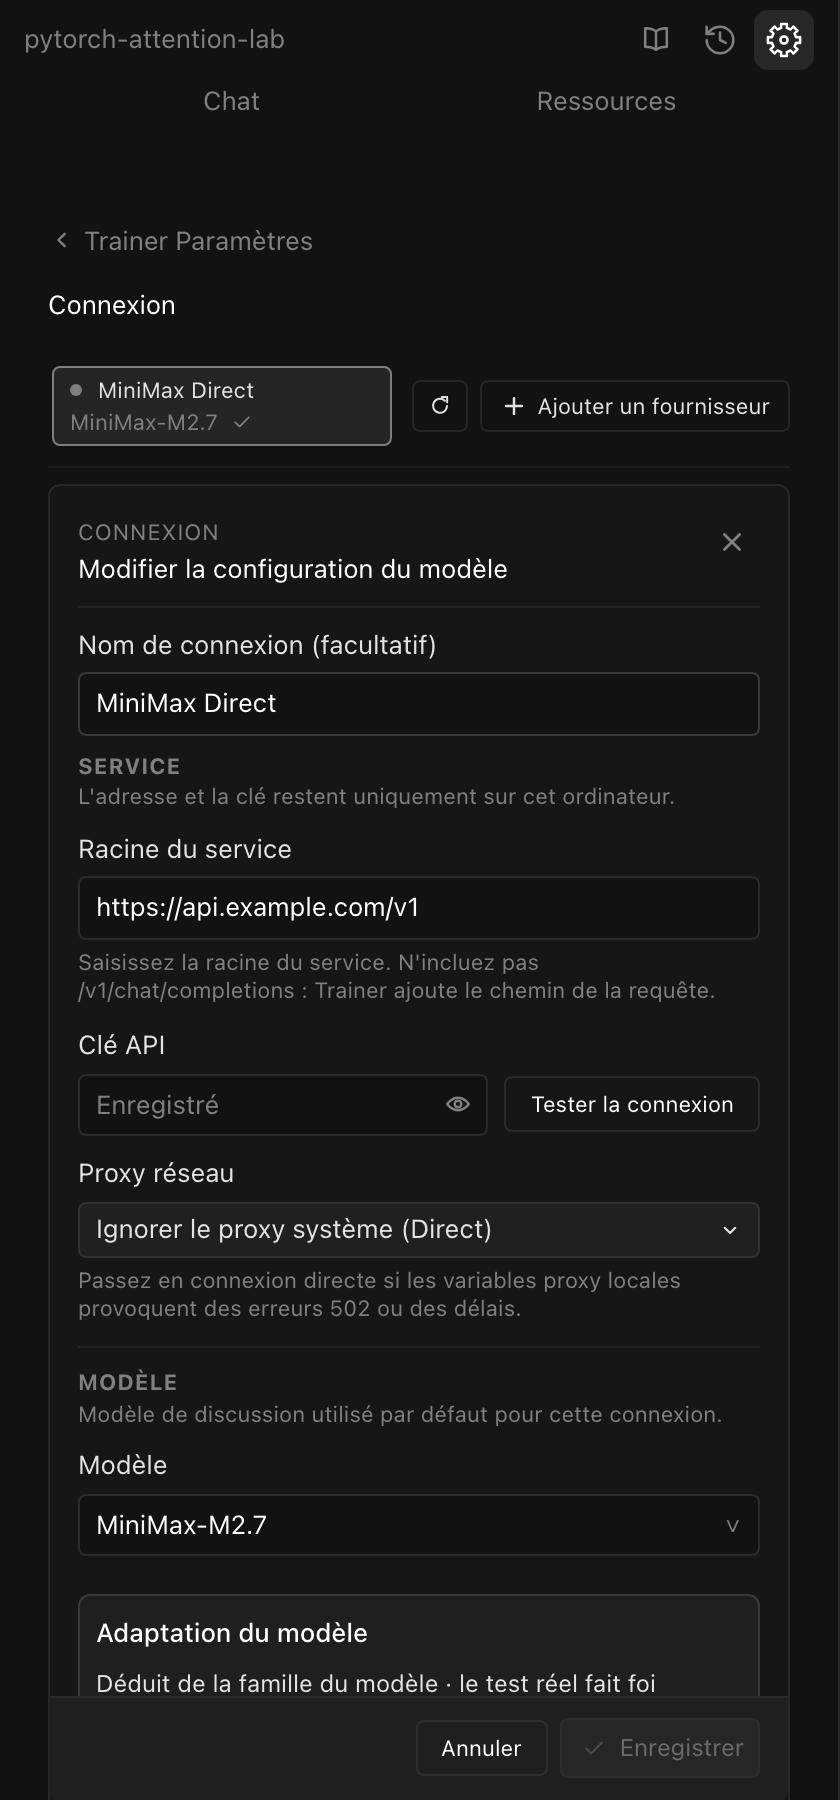 pytorch-attention-lab
Chat
Ressources
Trainer Paramètres
Connexion
MiniMax Direct
MiniMax-M2.7
Ajouter un fournisseur
CONNEXION
Modifier la configuration du modèle
Nom de connexion (facultatif)
MiniMax Direct
SERVICE
L'adresse et la clé restent uniquement sur cet ordinateur.
Racine du service
https://api.example.com/v1
Saisissez la racine du service. N'incluez pas
/v1/chat/completions : Trainer ajoute le chemin de la requête.
Clé API
Enregistré
Tester la connexion
Proxy réseau
Ignorer le proxy système (Direct)
Passez en connexion directe si les variables proxy locales
provoquent des erreurs 502 ou des délais.
MODÈLE
Modèle de discussion utilisé par défaut pour cette connexion.
Modèle
MiniMax-M2.7
Adaptation du modèle
Déduit de la famille du modèle · le test réel fait foi
Annuler
Enregistrer